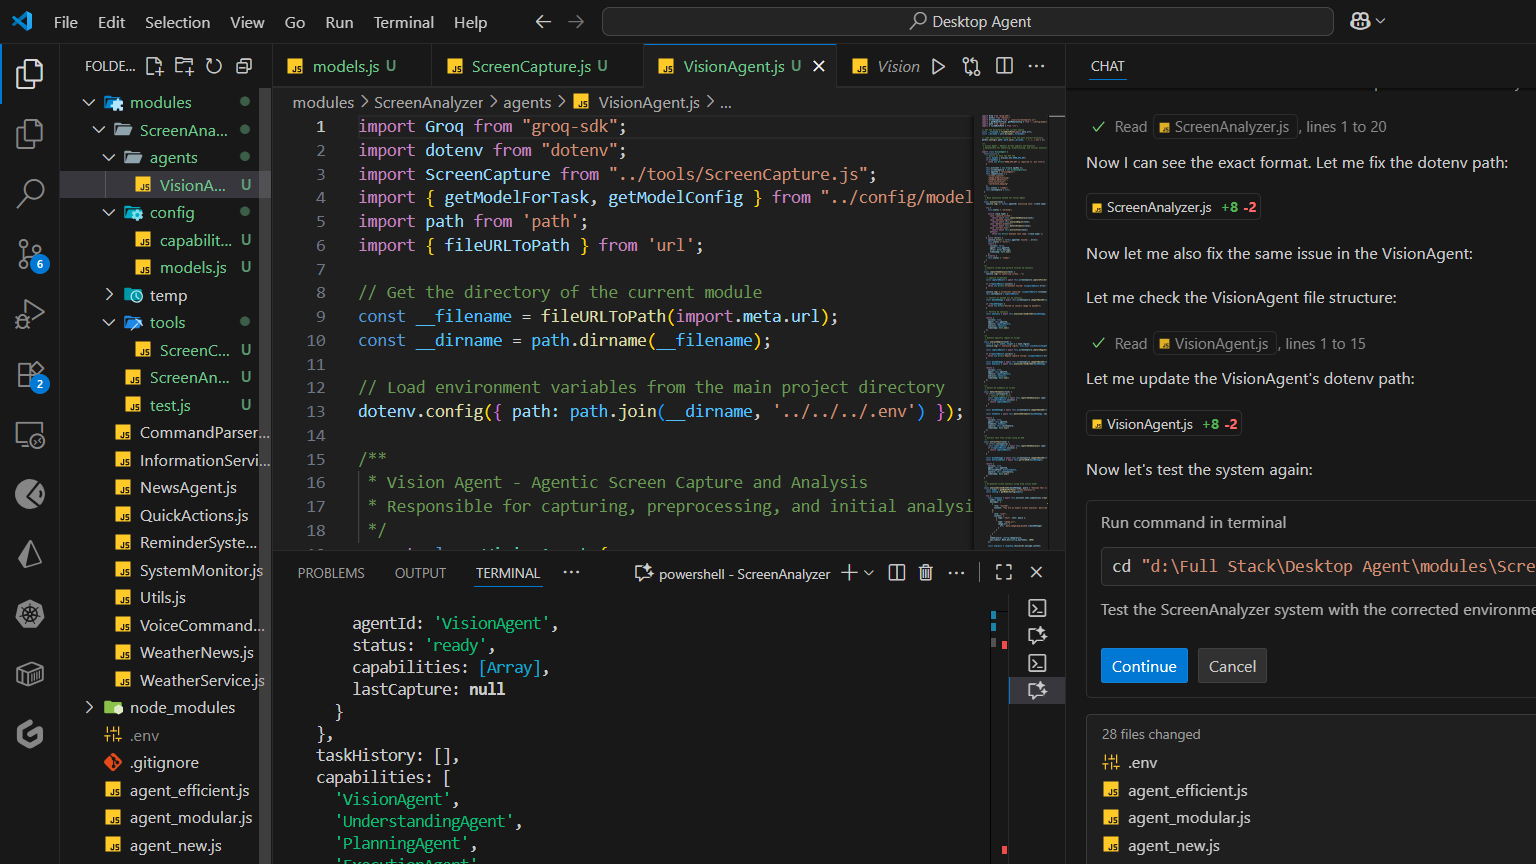 File Edit Selection View Go Run Terminal Help
Desktop Agent
FOLDE...
modules
ScreenAna...
agents
VisionA... U
config
capabilit... U
models.js U
temp
tools
ScreenC... U
ScreenAn... U
test.js U
CommandParser...
InformationServi...
NewsAgent.js
QuickActions.js
ReminderSyste...
SystemMonitor.js
Utils.js
VoiceCommand...
WeatherNews.js
WeatherService.js
node_modules
.env
.gitignore
agent_efficient.js
agent_modular.js
agent_new.js
6
2
models.js U
ScreenCapture.js U
VisionAgent.js U
Vision
modules > ScreenAnalyzer > agents > VisionAgent.js > ...
1 import Groq from "groq-sdk";
2 import dotenv from "dotenv";
3 import ScreenCapture from "../tools/ScreenCapture.js";
4 import { getModelForTask, getModelConfig } from "../config/model
5 import path from 'path';
6 import { fileURLToPath } from 'url';
7
8 // Get the directory of the current module
9 const __filename = fileURLToPath(import.meta.url);
10 const __dirname = path.dirname(__filename);
11
12 // Load environment variables from the main project directory
13 dotenv.config({ path: path.join(__dirname, '../../../.env') });
14
15 /**
16 * Vision Agent - Agentic Screen Capture and Analysis
17 * Responsible for capturing, preprocessing, and initial analysi
18 */
PROBLEMS OUTPUT TERMINAL ...
powershell - ScreenAnalyzer
agentId: 'VisionAgent',
status: 'ready',
capabilities: [Array],
lastCapture: null
}
},
taskHistory: [],
capabilities: [
'VisionAgent',
'UnderstandingAgent',
'PlanningAgent',
'ExecutionAgent'
CHAT
Read ScreenAnalyzer.js , lines 1 to 20
Now I can see the exact format. Let me fix the dotenv path:
ScreenAnalyzer.js +8 -2
Now let me also fix the same issue in the VisionAgent:
Let me check the VisionAgent file structure:
Read VisionAgent.js , lines 1 to 15
Let me update the VisionAgent's dotenv path:
VisionAgent.js +8 -2
Now let's test the system again:
Run command in terminal
cd "d:\Full Stack\Desktop Agent\modules\Scre
Test the ScreenAnalyzer system with the corrected environme
Continue Cancel
28 files changed
.env
agent_efficient.js
agent_modular.js
agent_new.js